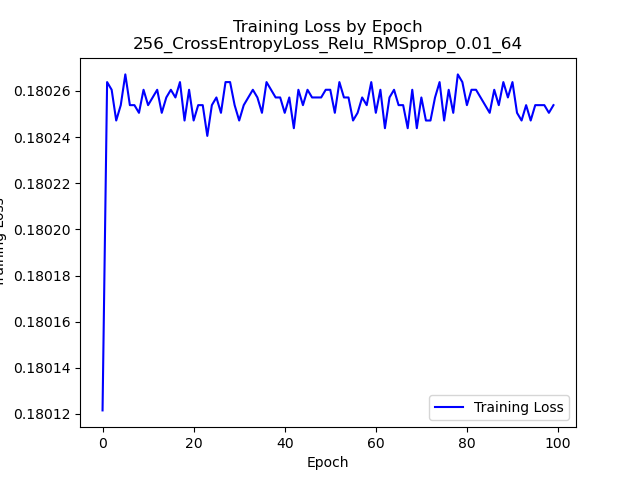 Training Loss by Epoch
256_CrossEntropyLoss_Relu_RMSprop_0.01_64
0.18026
0.18024
0.18022
0.18020
0.18018
0.18016
0.18014
0.18012
Training Loss
0
20
40
60
80
100
Epoch
Training Loss